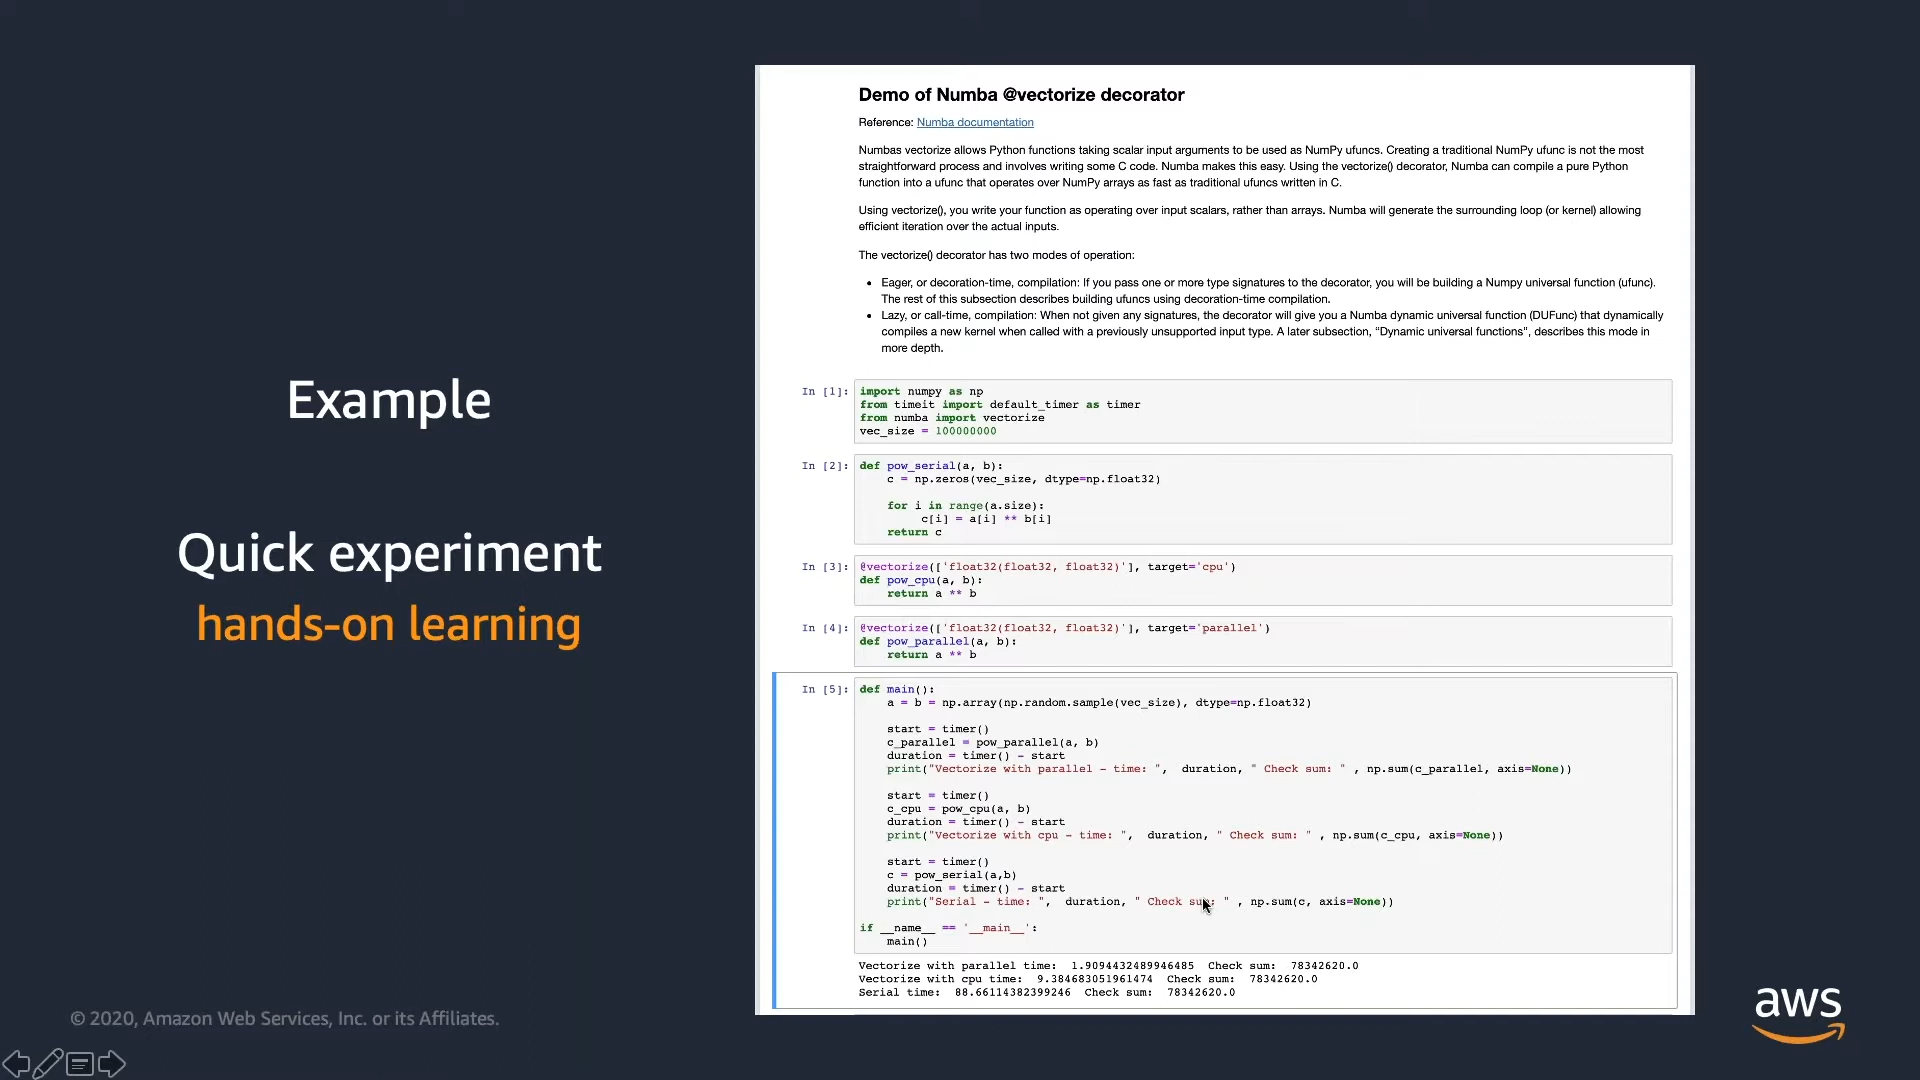 Example
Quick experiment
hands-on learning
Demo of Numba @vectorize decorator
Reference: Numba documentation
Numbas vectorize allows Python functions taking scalar input arguments to be used as NumPy ufuncs. Creating a traditional NumPy ufunc is not the most
straightforward process and involves writing some C code. Numba makes this easy. Using the vectorize() decorator, Numba can compile a pure Python
function into a ufunc that operates over NumPy arrays as fast as traditional ufuncs written in C.
Using vectorize(), you write your function as operating over input scalars, rather than arrays. Numba will generate the surrounding loop (or kernel) allowing
efficient iteration over the actual inputs.
The vectorize() decorator has two modes of operation:
• Eager, or decoration-time, compilation: If you pass one or more type signatures to the decorator, you will be building a Numpy universal function (ufunc).
The rest of this subsection describes building ufuncs using decoration-time compilation.
• Lazy, or call-time, compilation: When not given any signatures, the decorator will give you a Numba dynamic universal function (DUFunc) that dynamically
compiles a new kernel when called with a previously unsupported input type. A later subsection, “Dynamic universal functions”, describes this mode in
more depth.
In [1]: import numpy as np
from timeit import default_timer as timer
from numba import vectorize
vec_size = 100000000
In [2]: def pow_serial(a, b):
c = np.zeros(vec_size, dtype=np.float32)
for i in range(a.size):
c[i] = a[i] ** b[i]
return c
In [3]: @vectorize(['float32(float32, float32)'], target='cpu')
def pow_cpu(a, b):
return a ** b
In [4]: @vectorize(['float32(float32, float32)'], target='parallel')
def pow_parallel(a, b):
return a ** b
In [5]: def main():
a = b = np.array(np.random.sample(vec_size), dtype=np.float32)
start = timer()
c_parallel = pow_parallel(a, b)
duration = timer() - start
print("Vectorize with parallel - time: ", duration, " Check sum: " , np.sum(c_parallel, axis=None))
start = timer()
c_cpu = pow_cpu(a, b)
duration = timer() - start
print("Vectorize with cpu - time: ", duration, " Check sum: " , np.sum(c_cpu, axis=None))
start = timer()
c = pow_serial(a,b)
duration = timer() - start
print("Serial - time: ", duration, " Check sum: " , np.sum(c, axis=None))
if __name__ == '__main__':
main()
Vectorize with parallel time: 1.9094432489946485 Check sum: 78342620.0
Vectorize with cpu time: 9.384683051961474 Check sum: 78342620.0
Serial time: 88.66114382399246 Check sum: 78342620.0
© 2020, Amazon Web Services, Inc. or its Affiliates.
aws